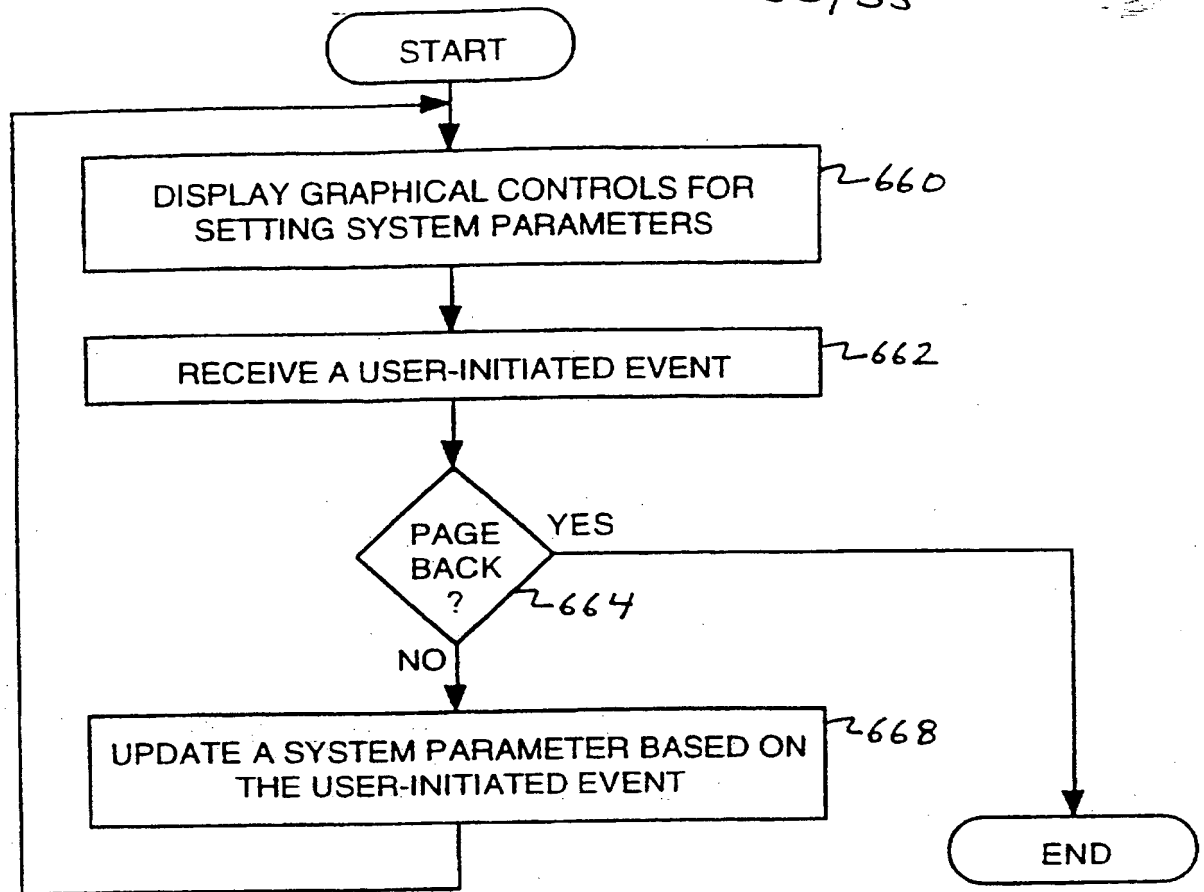 START
DISPLAY GRAPHICAL CONTROLS FOR
SETTING SYSTEM PARAMETERS
660
RECEIVE A USER-INITIATED EVENT
662
PAGE
BACK
?
YES
664
NO
UPDATE A SYSTEM PARAMETER BASED ON
THE USER-INITIATED EVENT
668
END